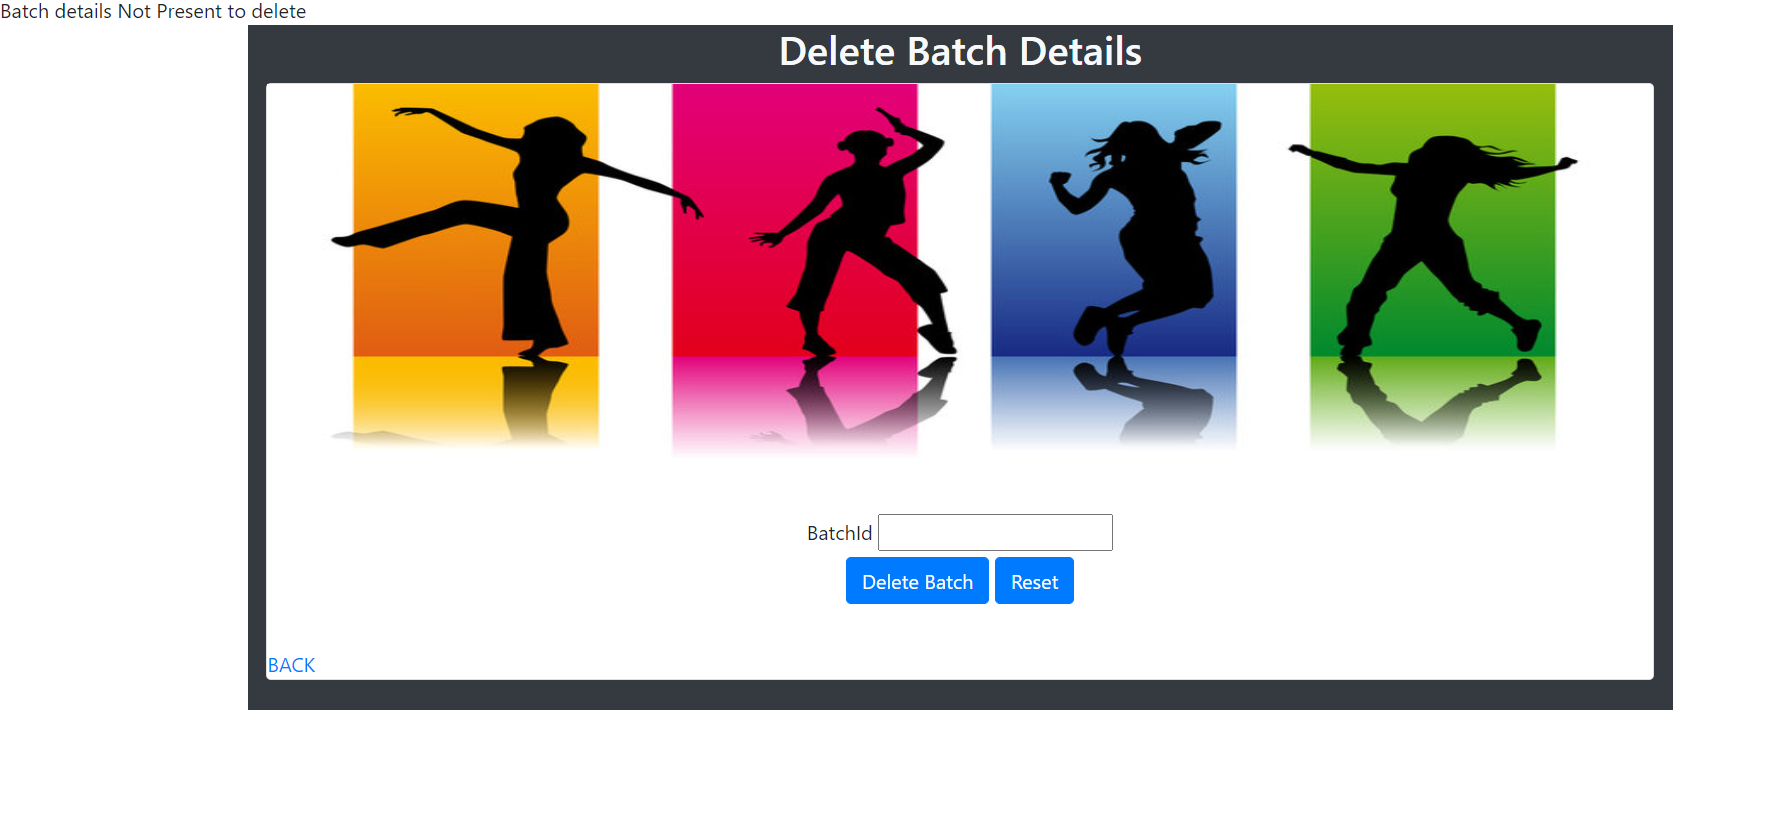 Batch details Not Present to delete
Delete Batch Details
BatchId
Delete Batch Reset
BACK